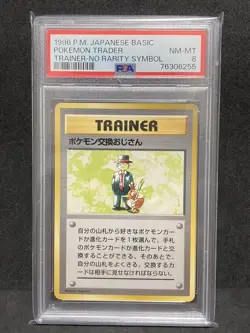 1996 P.M. JAPANESE BASIC
POKEMON TRADER NM-MT
TRAINER-NO RARITY SYMBOL 8
PSA 76306255
TRAINER
ポケモン交換おじさん
自分の山札から好きなポケモンカード
か進化カードを1枚選んで、手札
のポケモンカードか進化カードと交
換することができる。そのあとで、
自分の山札をよくきる。交換するカー
ドは相手に見せなければならない。